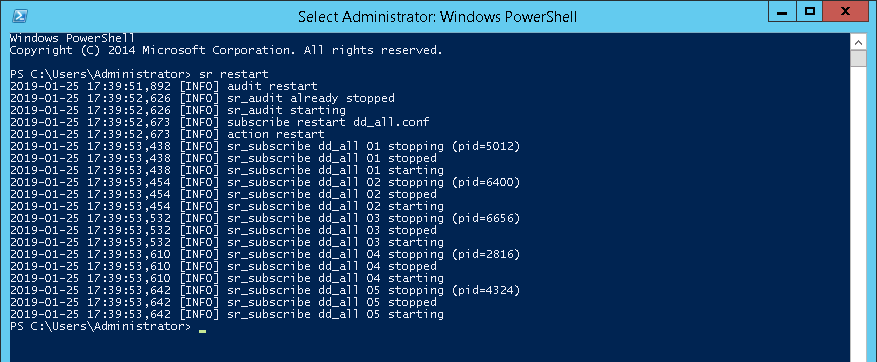 Select Administrator: Windows PowerShell
Windows PowerShell
Copyright (C) 2014 Microsoft Corporation. All rights reserved.
PS C:\Users\Administrator> sr restart
2019-01-25 17:39:51,892 [INFO] audit restart
2019-01-25 17:39:52,626 [INFO] sr_audit already stopped
2019-01-25 17:39:52,626 [INFO] sr_audit starting
2019-01-25 17:39:52,673 [INFO] subscribe restart dd_all.conf
2019-01-25 17:39:52,673 [INFO] action restart
2019-01-25 17:39:53,438 [INFO] sr_subscribe dd_all 01 stopping (pid=5012)
2019-01-25 17:39:53,438 [INFO] sr_subscribe dd_all 01 stopped
2019-01-25 17:39:53,438 [INFO] sr_subscribe dd_all 01 starting
2019-01-25 17:39:53,454 [INFO] sr_subscribe dd_all 02 stopping (pid=6400)
2019-01-25 17:39:53,454 [INFO] sr_subscribe dd_all 02 stopped
2019-01-25 17:39:53,454 [INFO] sr_subscribe dd_all 02 starting
2019-01-25 17:39:53,532 [INFO] sr_subscribe dd_all 03 stopping (pid=6656)
2019-01-25 17:39:53,532 [INFO] sr_subscribe dd_all 03 stopped
2019-01-25 17:39:53,532 [INFO] sr_subscribe dd_all 03 starting
2019-01-25 17:39:53,610 [INFO] sr_subscribe dd_all 04 stopping (pid=2816)
2019-01-25 17:39:53,610 [INFO] sr_subscribe dd_all 04 stopped
2019-01-25 17:39:53,610 [INFO] sr_subscribe dd_all 04 starting
2019-01-25 17:39:53,642 [INFO] sr_subscribe dd_all 05 stopping (pid=4324)
2019-01-25 17:39:53,642 [INFO] sr_subscribe dd_all 05 stopped
2019-01-25 17:39:53,642 [INFO] sr_subscribe dd_all 05 starting
PS C:\Users\Administrator>